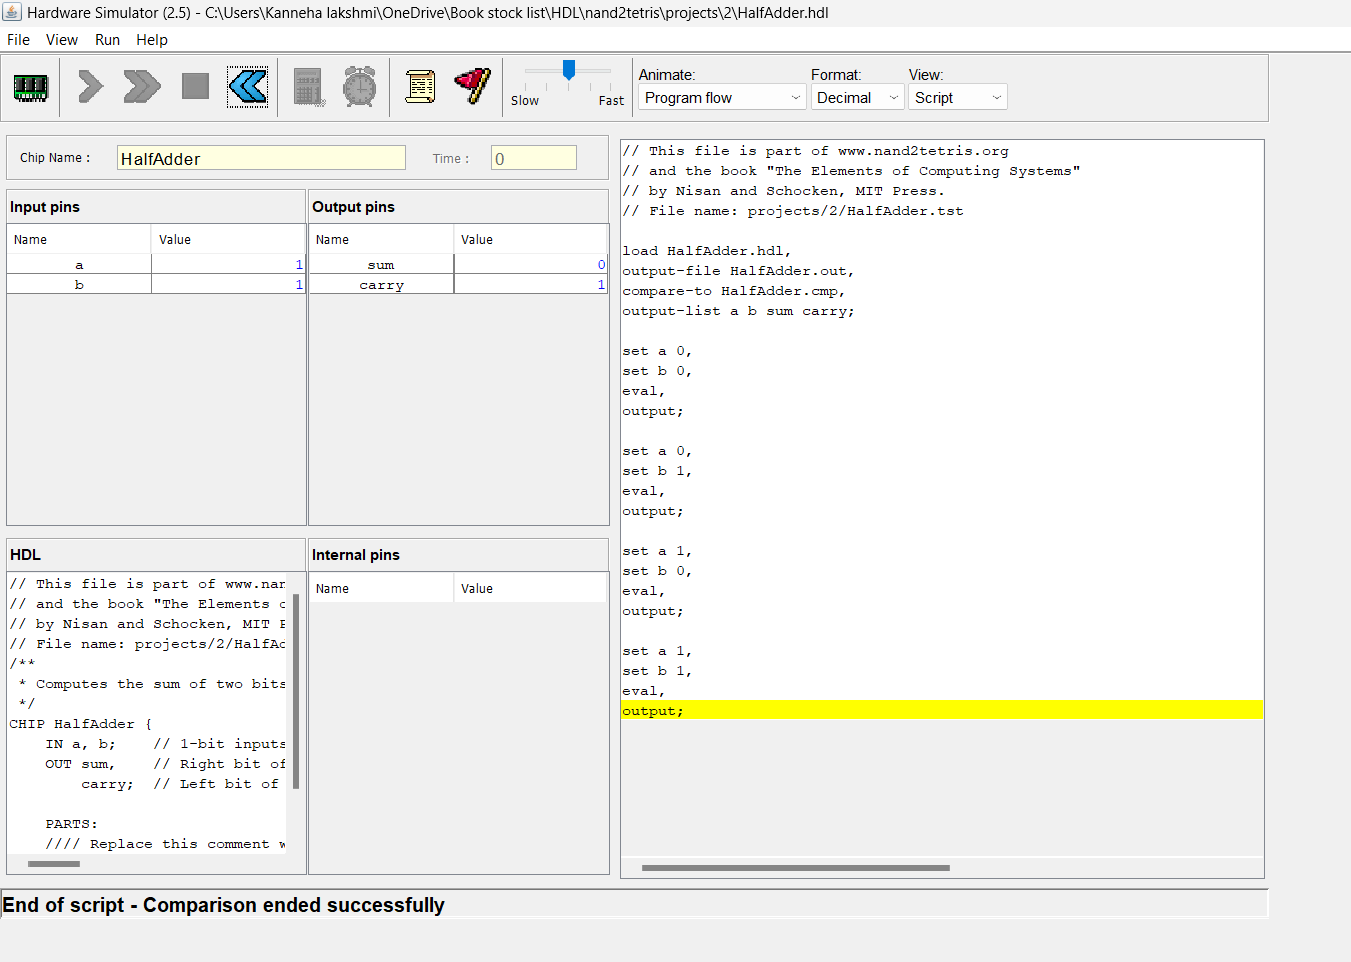 Hardware Simulator (2.5) - C:\Users\Kanneha lakshmi\OneDrive\Book stock list\HDL\nand2tetris\projects\2\HalfAdder.hdl
File View Run Help
Slow Fast
Animate: Format: View:
Program flow Decimal Script
Chip Name : HalfAdder Time : 0
Input pins
Name Value
a 1
b 1
Output pins
Name Value
sum 0
carry 1
HDL
// This file is part of www.nan
// and the book "The Elements
// by Nisan and Schocken, MIT
// File name: projects/2/HalfAd
/**
* Computes the sum of two bits
*/
CHIP HalfAdder {
IN a, b; // 1-bit inputs
OUT sum, // Right bit of
carry; // Left bit of
PARTS:
//// Replace this comment
Internal pins
Name Value
// This file is part of www.nand2tetris.org
// and the book "The Elements of Computing Systems"
// by Nisan and Schocken, MIT Press.
// File name: projects/2/HalfAdder.tst
load HalfAdder.hdl,
output-file HalfAdder.out,
compare-to HalfAdder.cmp,
output-list a b sum carry;
set a 0,
set b 0,
eval,
output;
set a 0,
set b 1,
eval,
output;
set a 1,
set b 0,
eval,
output;
set a 1,
set b 1,
eval,
output;
End of script - Comparison ended successfully